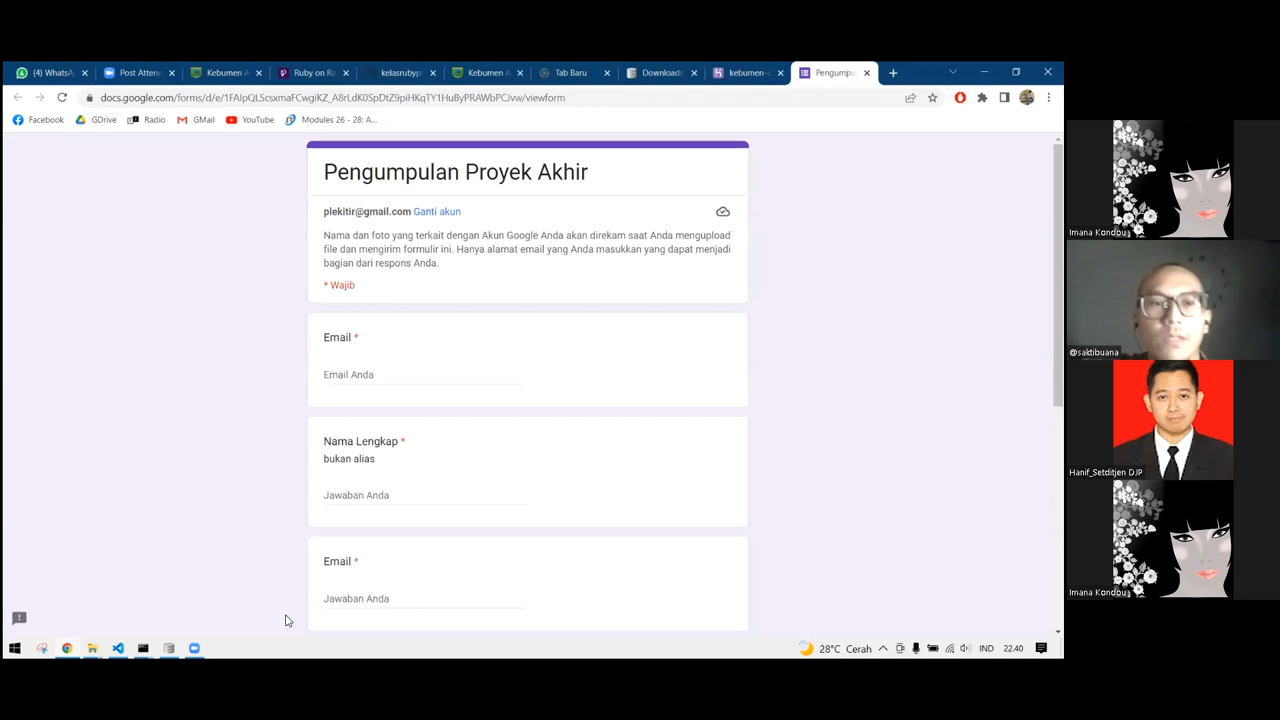 (4) WhatsA
Post Atten
Kebumen A
Ruby on Ra
kelasrubyp
Kebumen A
Tab Baru
Downloads
kebumen-a
Pengumpu
docs.google.com/forms/d/e/1FAIpQLScsxmaFCwgiKZ_A8rLdK0SpDtZ9piHKqTY1HuByPRAWbPCJvw/viewform
Facebook
GDrive
Radio
GMail
YouTube
Modules 26 - 28: A...
Pengumpulan Proyek Akhir
plekitir@gmail.com Ganti akun
Nama dan foto yang terkait dengan Akun Google Anda akan direkam saat Anda mengupload
file dan mengirim formulir ini. Hanya alamat email yang Anda masukkan yang dapat menjadi
bagian dari respons Anda.
* Wajib
Email *
Email Anda
Nama Lengkap *
bukan alias
Jawaban Anda
Email *
Jawaban Anda
28°C Cerah
IND
22.40
Imana Kondou
@saktibuana
Hanif_Setditjen DJP
Imana Kondou